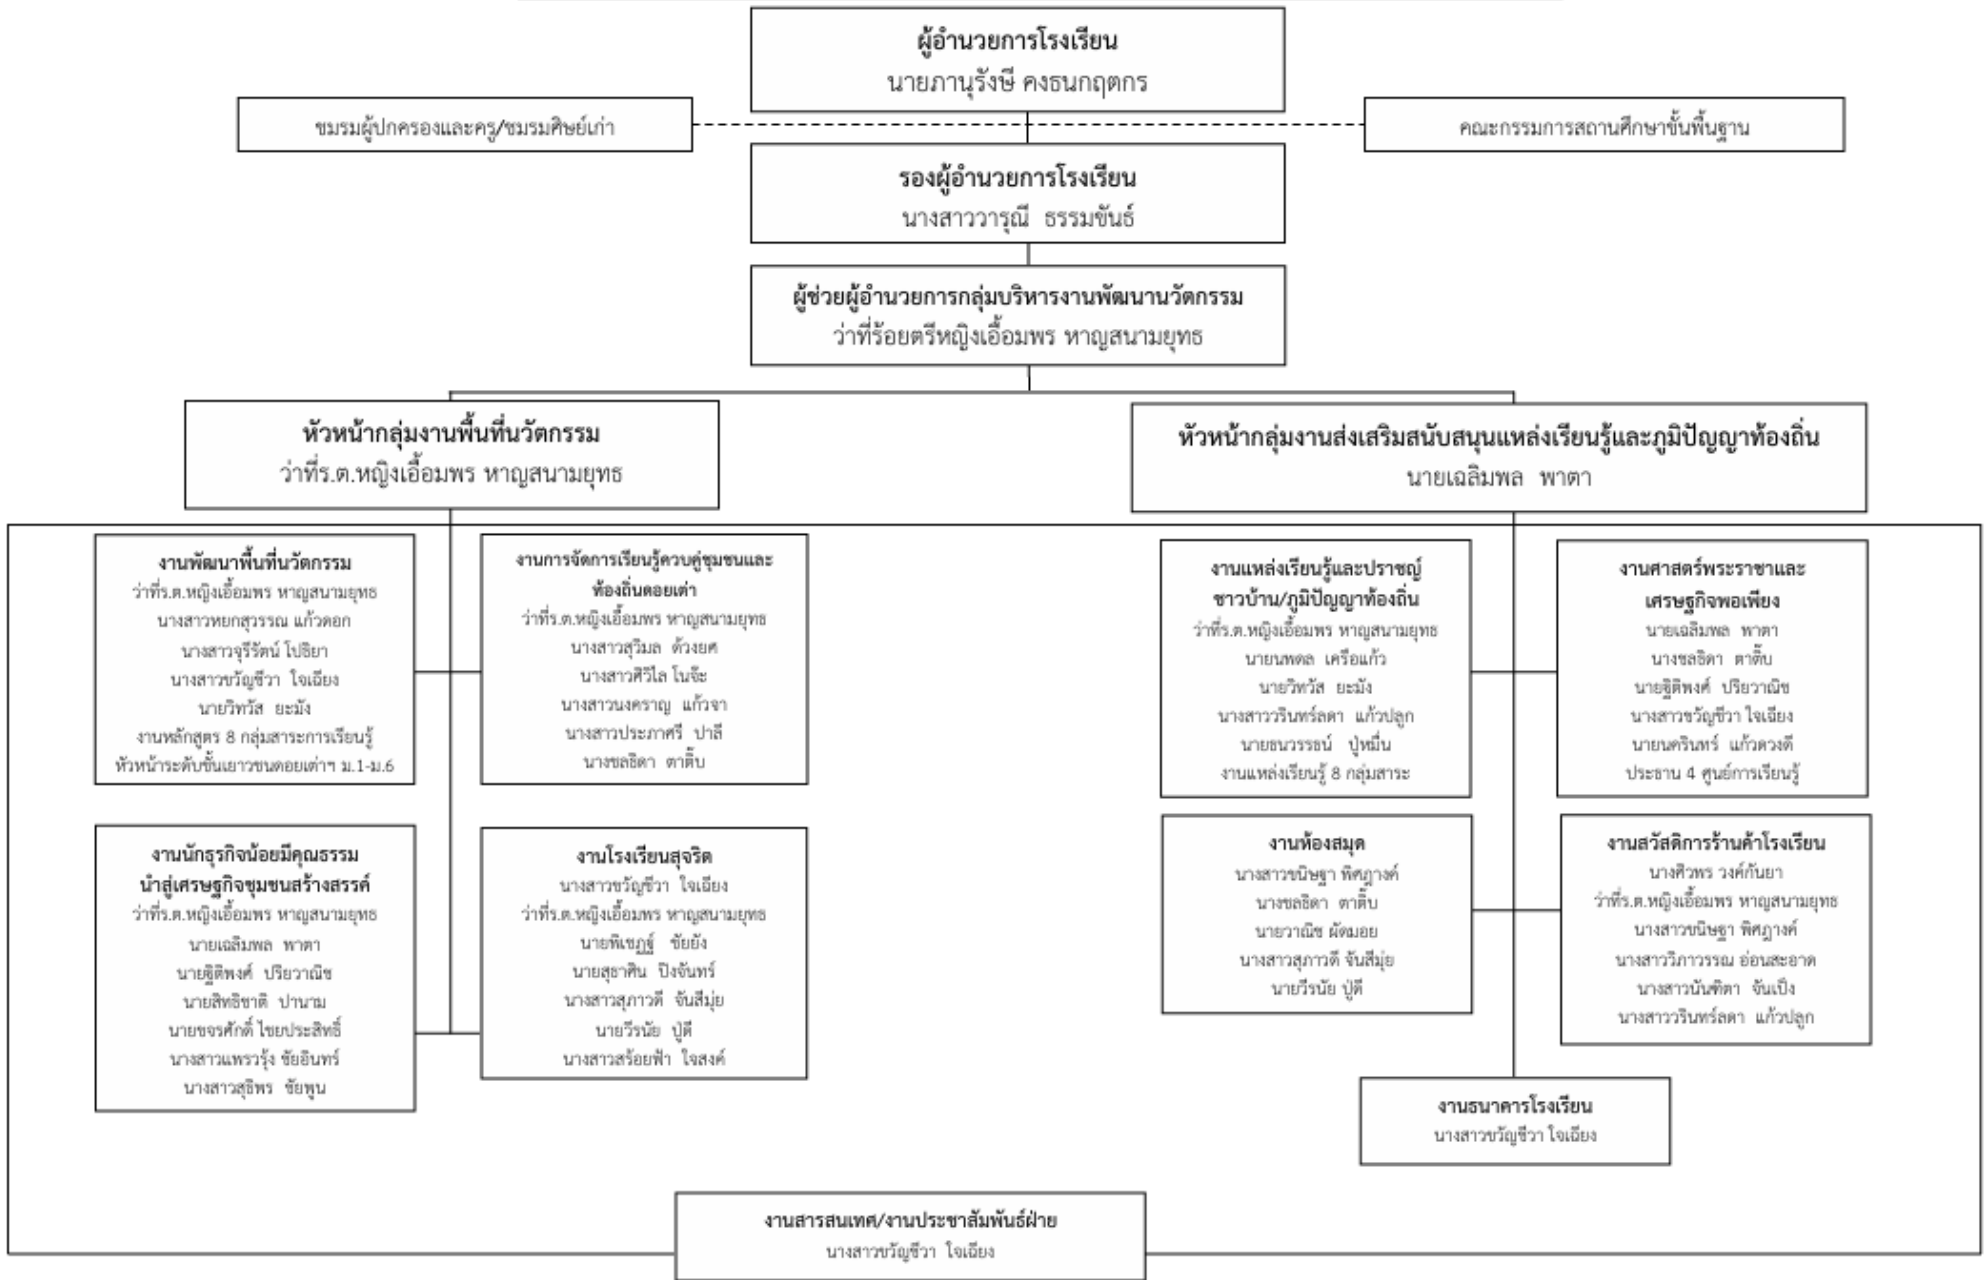 ผู้อำนวยการโรงเรียน
นายภานุรังษี คงธนกฤตกร
ชมรมผู้ปกครองและครู/ชมรมศิษย์เก่า
คณะกรรมการสถานศึกษาขั้นพื้นฐาน
รองผู้อำนวยการโรงเรียน
นางสาววารุณี ธรรมขันธ์
ผู้ช่วยผู้อำนวยการกลุ่มบริหารงานพัฒนานวัตกรรม
ว่าที่ร้อยตรีหญิงเอื้อมพร หาญสนามยุทธ
หัวหน้ากลุ่มงานพื้นที่นวัตกรรม
ว่าที่ร.ต.หญิงเอื้อมพร หาญสนามยุทธ
หัวหน้ากลุ่มงานส่งเสริมสนับสนุนแหล่งเรียนรู้และภูมิปัญญาท้องถิ่น
นายเฉลิมพล พาตา
งานพัฒนาพื้นที่นวัตกรรม
ว่าที่ร.ต.หญิงเอื้อมพร หาญสนามยุทธ
นางสาวหยกสุวรรณ แก้วดอก
นางสาวจุรีรัตน์ โปธิยา
นางสาวขวัญชีวา ใจเฉียง
นายวิทวัส ยะมัง
งานหลักสูตร 8 กลุ่มสาระการเรียนรู้
หัวหน้าระดับชั้นเยาวชนดอยเต่าฯ ม.1-ม.6
งานการจัดการเรียนรู้ควบคู่ชุมชนและ
ท้องถิ่นดอยเต่า
ว่าที่ร.ต.หญิงเอื้อมพร หาญสนามยุทธ
นางสาวสุวิมล ด้วงยศ
นางสาวศิวิไล โนจ๊ะ
นางสาวนงคราญ แก้วจา
นางสาวประภาศรี ปาลี
นางชลธิดา ตาติ๊บ
งานแหล่งเรียนรู้และปราชญ์
ชาวบ้าน/ภูมิปัญญาท้องถิ่น
ว่าที่ร.ต.หญิงเอื้อมพร หาญสนามยุทธ
นายนพดล เครือแก้ว
นายวิทวัส ยะมัง
นางสาววรินทร์ลดา แก้วปลูก
นายธนวรรธน์ ปู่หมื่น
งานแหล่งเรียนรู้ 8 กลุ่มสาระ
งานศาสตร์พระราชาและ
เศรษฐกิจพอเพียง
นายเฉลิมพล พาตา
นางชลธิดา ตาติ๊บ
นายฐิติพงศ์ ปริยวาณิช
นางสาวขวัญชีวา ใจเฉียง
นายนครินทร์ แก้วดวงดี
ประธาน 4 ศูนย์การเรียนรู้
งานนักธุรกิจน้อยมีคุณธรรม
นำสู่เศรษฐกิจชุมชนสร้างสรรค์
ว่าที่ร.ต.หญิงเอื้อมพร หาญสนามยุทธ
นายเฉลิมพล พาตา
นายฐิติพงศ์ ปริยวาณิช
นายสิทธิชาติ ปานาม
นายขจรศักดิ์ ไชยประสิทธิ์
นางสาวแพรวรุ้ง ชัยอินทร์
นางสาวสุธิพร ชัยพูน
งานโรงเรียนสุจริต
นางสาวขวัญชีวา ใจเฉียง
ว่าที่ร.ต.หญิงเอื้อมพร หาญสนามยุทธ
นายพิเชฏฐ์ ชัยยัง
นายสุธาศิน ปิงจันทร์
นางสาวสุภาวดี จันสีมุ่ย
นายวีรนัย ปู่ดี
นางสาวสร้อยฟ้า ใจสงค์
งานห้องสมุด
นางสาวขนิษฐา พิศฎางค์
นางชลธิดา ตาติ๊บ
นายวาณิช ผัดมอย
นางสาวสุภาวดี จันสีมุ่ย
นายวีรนัย ปู่ดี
งานสวัสดิการร้านค้าโรงเรียน
นางศิวพร วงค์กันยา
ว่าที่ร.ต.หญิงเอื้อมพร หาญสนามยุทธ
นางสาวขนิษฐา พิศฎางค์
นางสาววิภาวรรณ อ่อนสะอาด
นางสาวนันฑิตา จันเป็ง
นางสาววรินทร์ลดา แก้วปลูก
งานธนาคารโรงเรียน
นางสาวขวัญชีวา ใจเฉียง
งานสารสนเทศ/งานประชาสัมพันธ์ฝ่าย
นางสาวขวัญชีวา ใจเฉียง